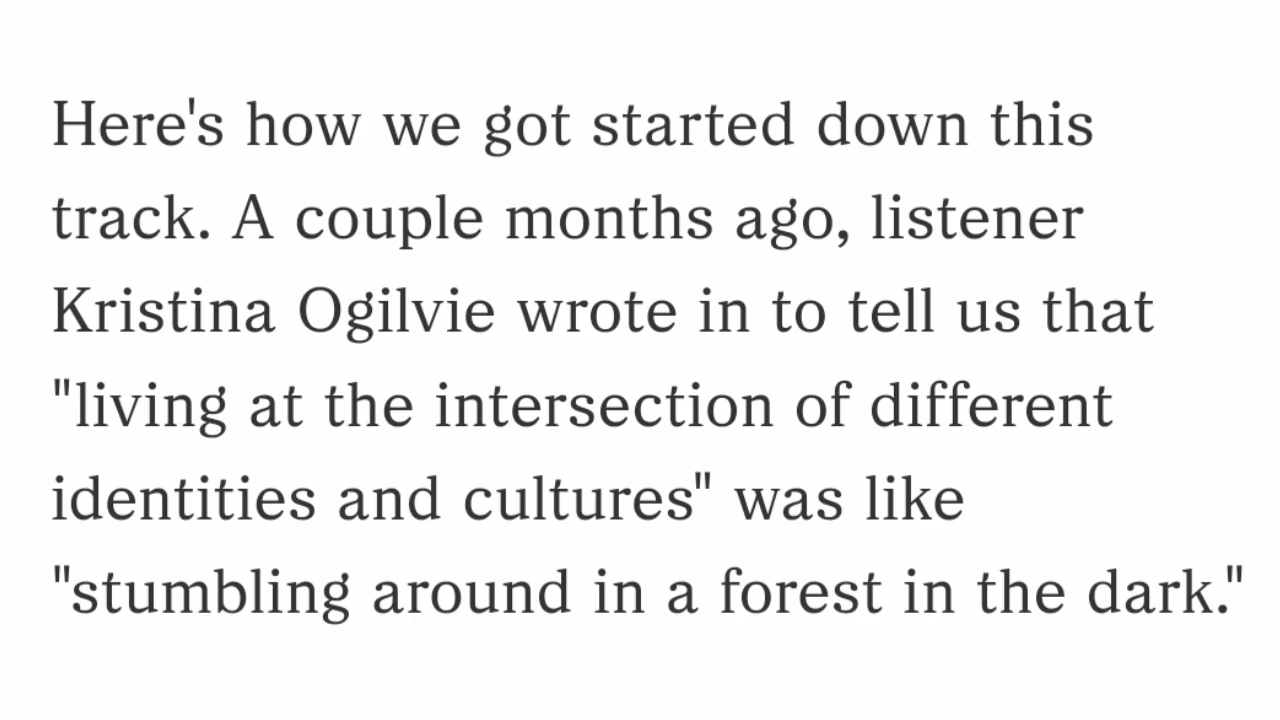 Here's how we got started down this
track. A couple months ago, listener
Kristina Ogilvie wrote in to tell us that
"living at the intersection of different
identities and cultures" was like
"stumbling around in a forest in the dark."